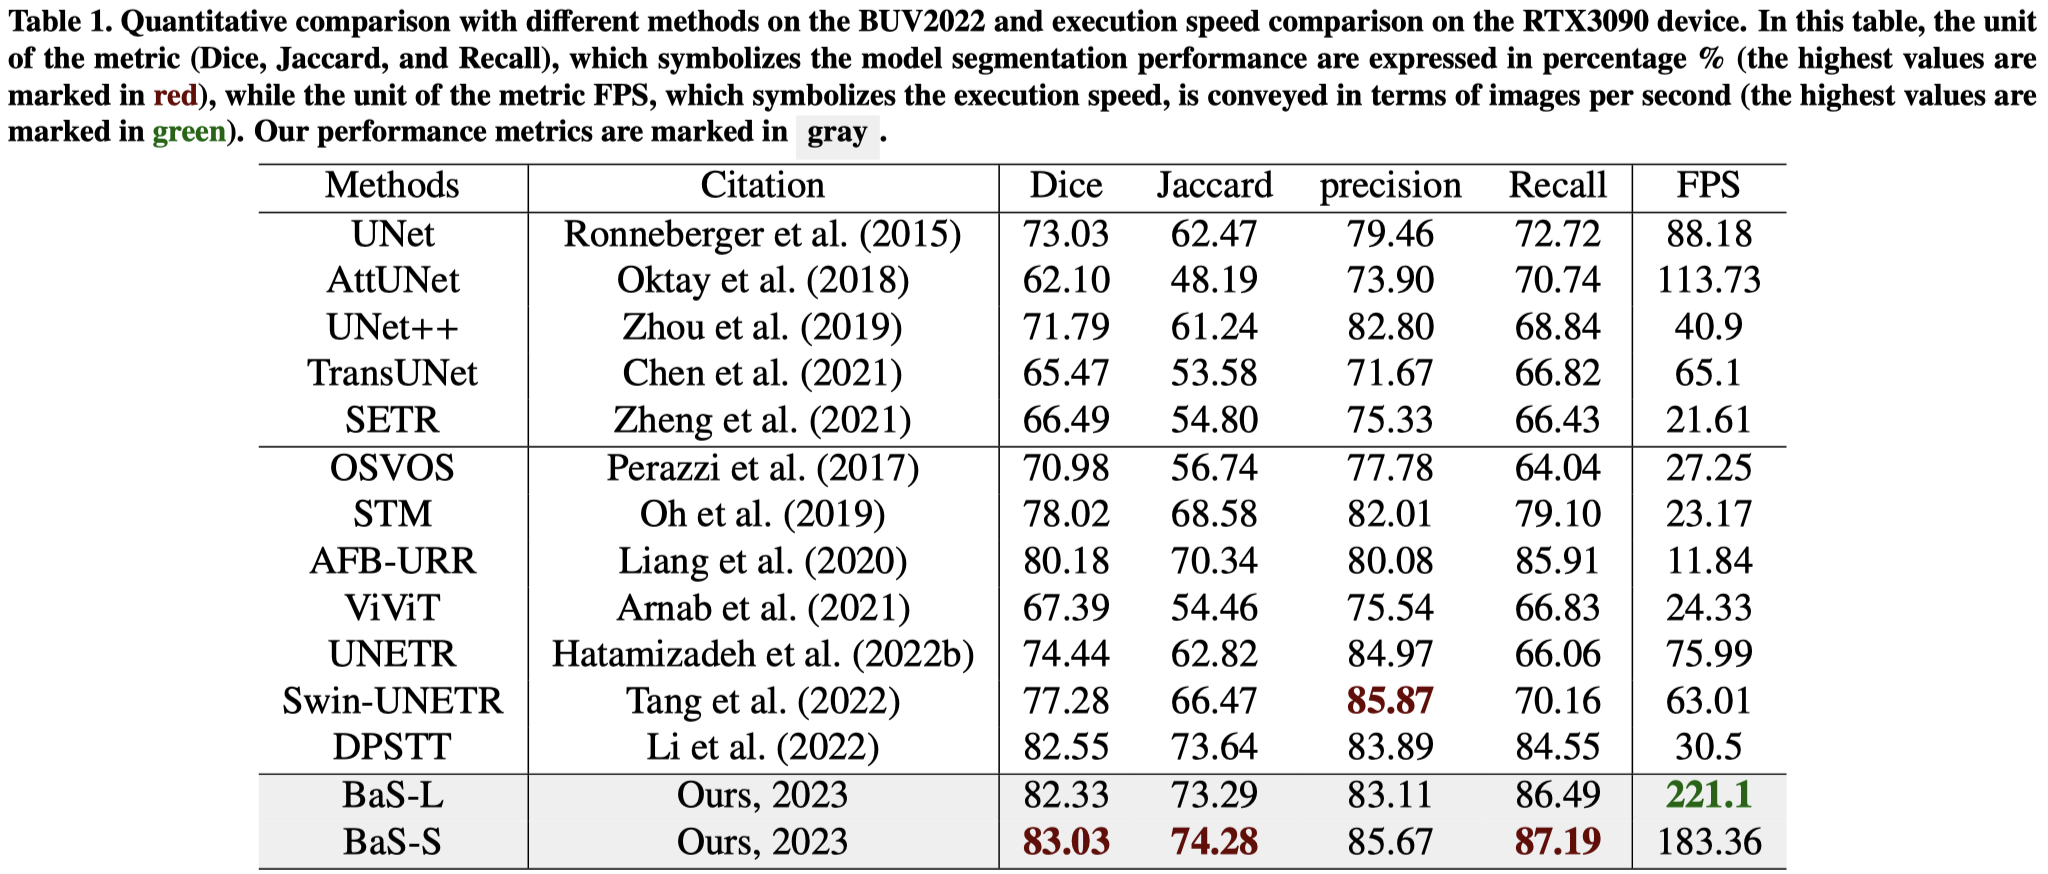 Table 1. Quantitative comparison with different methods on the BUV2022 and execution speed comparison on the RTX3090 device. In this table, the unit
of the metric (Dice, Jaccard, and Recall), which symbolizes the model segmentation performance are expressed in percentage % (the highest values are
marked in red), while the unit of the metric FPS, which symbolizes the execution speed, is conveyed in terms of images per second (the highest values are
marked in green). Our performance metrics are marked in gray .
Methods Citation Dice Jaccard precision Recall FPS
UNet Ronneberger et al. (2015) 73.03 62.47 79.46 72.72 88.18
AttUNet Oktay et al. (2018) 62.10 48.19 73.90 70.74 113.73
UNet++ Zhou et al. (2019) 71.79 61.24 82.80 68.84 40.9
TransUNet Chen et al. (2021) 65.47 53.58 71.67 66.82 65.1
SETR Zheng et al. (2021) 66.49 54.80 75.33 66.43 21.61
OSVOS Perazzi et al. (2017) 70.98 56.74 77.78 64.04 27.25
STM Oh et al. (2019) 78.02 68.58 82.01 79.10 23.17
AFB-URR Liang et al. (2020) 80.18 70.34 80.08 85.91 11.84
ViViT Arnab et al. (2021) 67.39 54.46 75.54 66.83 24.33
UNETR Hatamizadeh et al. (2022b) 74.44 62.82 84.97 66.06 75.99
Swin-UNETR Tang et al. (2022) 77.28 66.47 85.87 70.16 63.01
DPSTT Li et al. (2022) 82.55 73.64 83.89 84.55 30.5
BaS-L Ours, 2023 82.33 73.29 83.11 86.49 221.1
BaS-S Ours, 2023 83.03 74.28 85.67 87.19 183.36